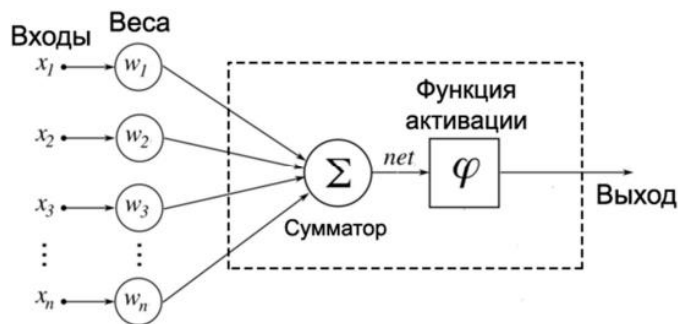 Входы
Веса
x1
w1
x2
w2
x3
w3
xn
wn
Σ
Сумматор
net
Функция
активации
φ
Выход